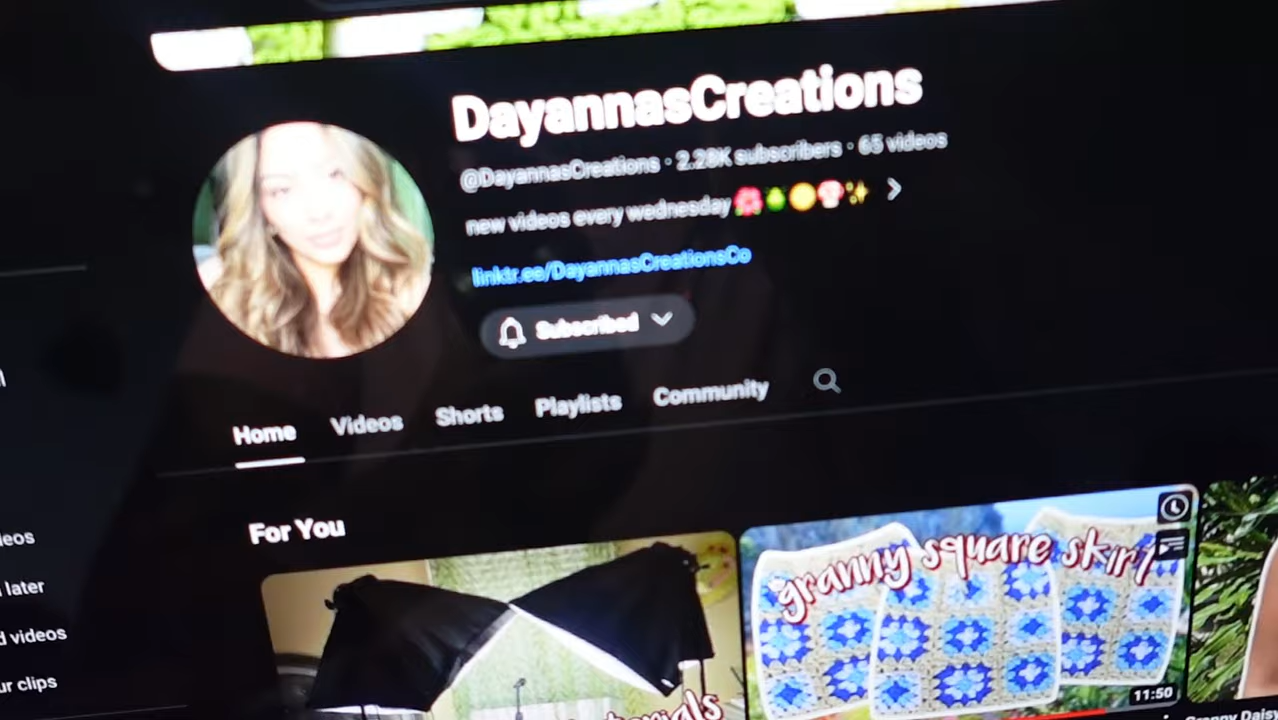 DayannasCreations
@DayannasCreations · 2.28K subscribers · 65 videos
new videos every wednesday
linktr.ee/DayannasCreationsCo
Subscribed
Home Videos Shorts Playlists Community
For You
granny square skirt
11:50
later
videos
clips